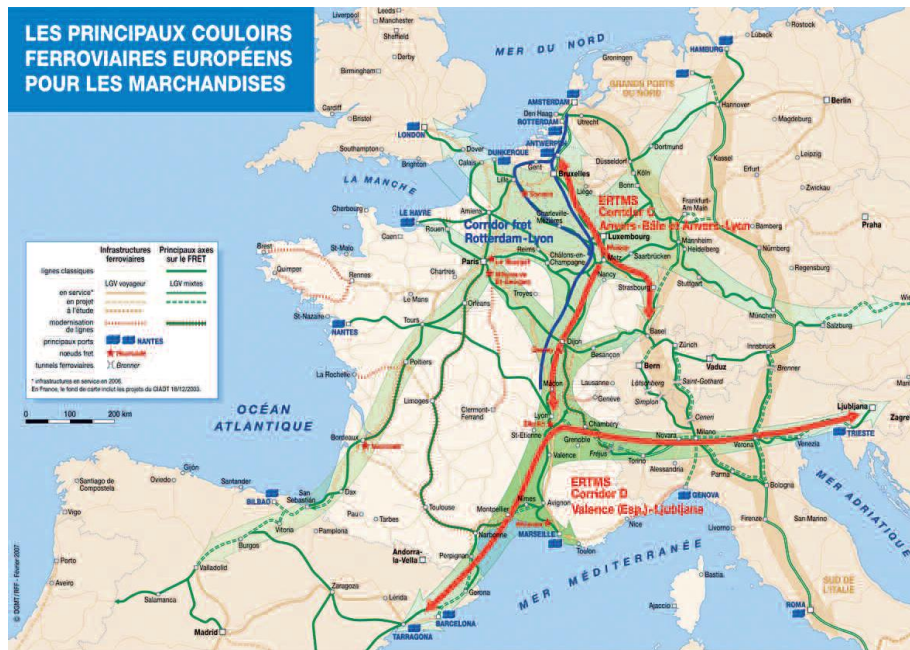 LES PRINCIPAUX COULOIRS
FERROVIAIRES EUROPÉENS
POUR LES MARCHANDISES
MER DU NORD
LA MANCHE
OCÉAN
ATLANTIQUE
MER MÉDITERRANÉE
MER ADRIATIQUE
GRANDS PORTS
DU NORD
SUD DE
L'ITALIE
Infrastructures
ferroviaires
Principaux axes
sur le FRET
lignes classiques
LGV voyageur
LGV mixtes
en service*
en projet
à l'étude
modernisation
de lignes
principaux ports
NANTES
nœuds fret
tunnels ferroviaires
Brenner
* infrastructures en service en 2006.
En France, le fond de carte inclut les projets du CIADT 18/12/2003.
0
100
200 km
© DGMT/RFF - Février 2007
ERTMS
Corridor C
Anvers-Bâle et Anvers-Lyon
Corridor fret
Rotterdam-Lyon
ERTMS
Corridor D
Valence (Esp.)-Ljubljana
Liverpool
Leeds
Manchester
Sheffield
Derby
Birmingham
Cardiff
Bristol
LONDON
Southampton
Brighton
Dover
Calais
DUNKERQUE
Lille
Gent
AMSTERDAM
Den Haag
ROTTERDAM
Utrecht
ANTWERPEN
Bruxelles
Liège
Groningen
HAMBURG
Lübeck
Rostock
Hannover
Berlin
Magdeburg
Leipzig
Dortmund
Düsseldorf
Köln
Bonn
Kassel
Erfurt
Zwickau
Frankfurt-
Am Main
Bamberg
Praha
Mannheim
Heidelberg
Nürnberg
Regensburg
Luxembourg
Saarbrücken
Stuttgart
München
Salzburg
Innsbruck
Metz
Nancy
Strasbourg
Basel
Zürich
Bern
Vaduz
Lötschberg
Saint-Gothard
Simplon
Ceneri
Brenner
Cherbourg
LE HAVRE
Rouen
Caen
Amiens
Charleville-
Mézières
Reims
Châlons-en-
Champagne
Paris
Chartres
Brest
St-Malo
Rennes
Quimper
Le Mans
Orléans
Troyes
St-Nazaire
NANTES
Tours
Dijon
Besançon
Poitiers
La Rochelle
Limoges
Clermont-
Ferrand
Mâcon
Lausanne
Genève
Lyon
St-Etienne
Chambéry
Grenoble
Fréjus
Valence
Bordeaux
Toulouse
Montpellier
Nîmes
Avignon
MARSEILLE
Toulon
Nice
Narbonne
Perpignan
Andorra-
la-Vella
Dax
Pau
Tarbes
Torino
Novara
Milano
Alessandria
GENOVA
Parma
Verona
Venezia
TRIESTE
Ljubljana
Bologna
Firenze
San Marino
Livorno
ROMA
Bastia
Ajaccio
Santiago de
Compostela
Oviedo
Gijón
Santander
BILBAO
San
Sebastián
Vitoria
Pamplona
Burgos
Vigo
Porto
Aveiro
Valladolid
Salamanca
Zaragoza
Lérida
Gerona
BARCELONA
TARRAGONA
Madrid